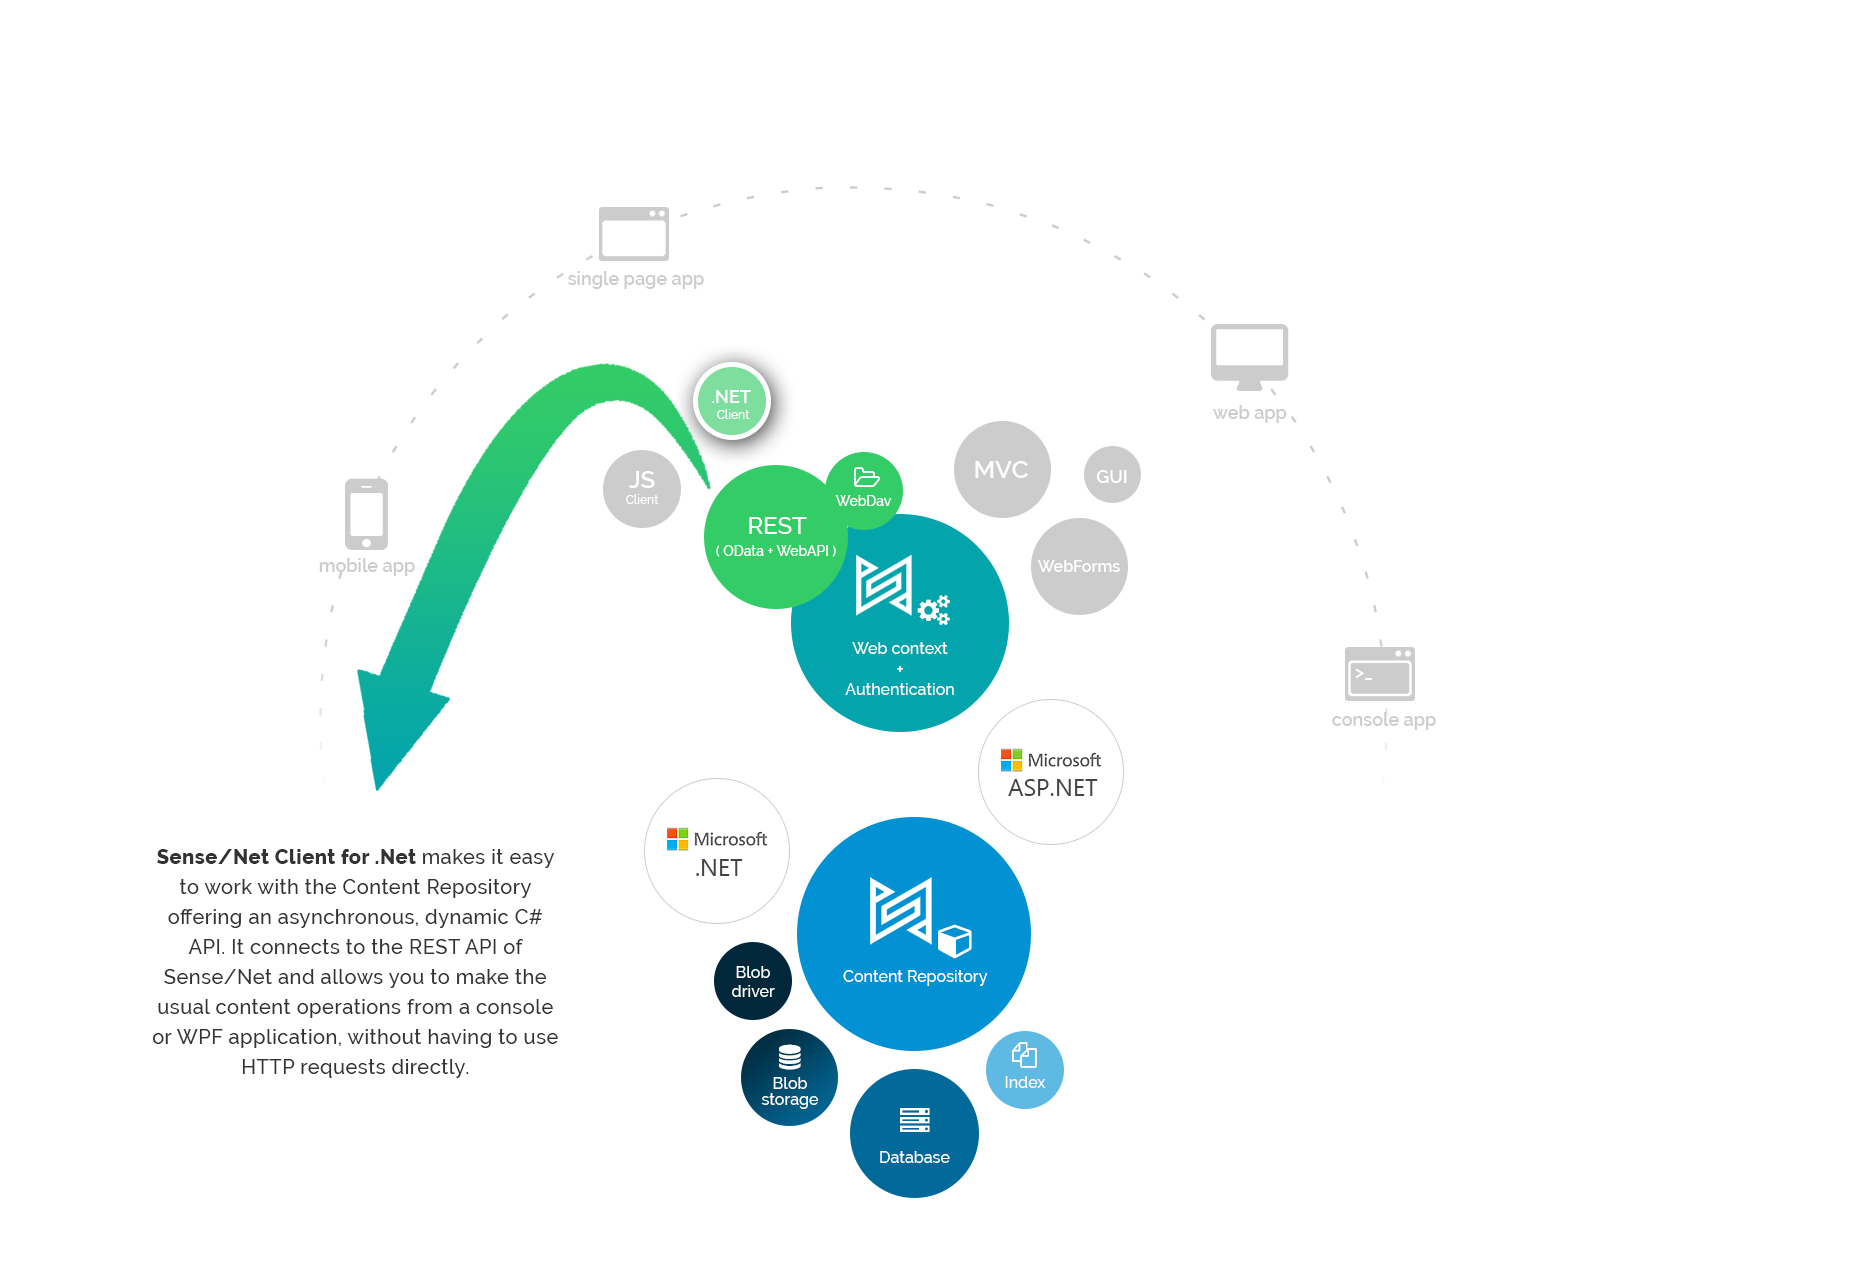 single page app
web app
.NET
Client
MVC
GUI
JS
Client
WebDav
REST
( OData + WebAPI )
mobile app
WebForms
Web context
+
Authentication
>_
console app
Microsoft
ASP.NET
Microsoft
.NET
Sense/Net Client for .Net makes it easy
to work with the Content Repository
offering an asynchronous, dynamic C#
API. It connects to the REST API of
Sense/Net and allows you to make the
usual content operations from a console
or WPF application, without having to use
HTTP requests directly.
Content Repository
Blob
driver
Blob
storage
Index
Database